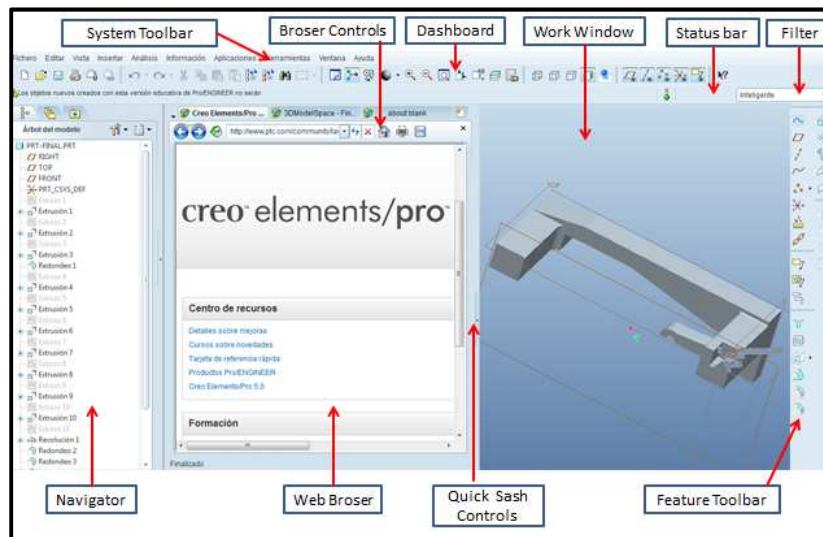 System Toolbar
Broser Controls
Dashboard
Work Window
Status bar
Filter
Fichero Editar Vista Insertar Análisis Información Aplicaciones Herramientas Ventana Ayuda
Los objetos nuevos creados con esta versión educativa de Pro/ENGINEER no serán
Inteligente
Árbol del modelo
Creo Elements/Pro ...
3DModelSpace - Fin...
about:blank
http://www.ptc.com/community/la
PRT-FINAL.PRT
RIGHT
TOP
FRONT
PRT_CSYS_DEF
Extrusión 1
Extrusión 2
Extrusión 3
Redondeo 1
Extrusión 5
Extrusión 6
Extrusión 7
Extrusión 8
Extrusión 9
Extrusión 10
Revolución 1
Redondeo 2
Redondeo 3
creo elements/pro
Centro de recursos
Detalles sobre mejoras
Cursos sobre novedades
Tarjeta de referencia rápida
Productos Pro/ENGINEER
Creo Elements/Pro 5.0
Formación
Finalizado
TOP
Navigator
Web Broser
Quick Sash
Controls
Feature Toolbar